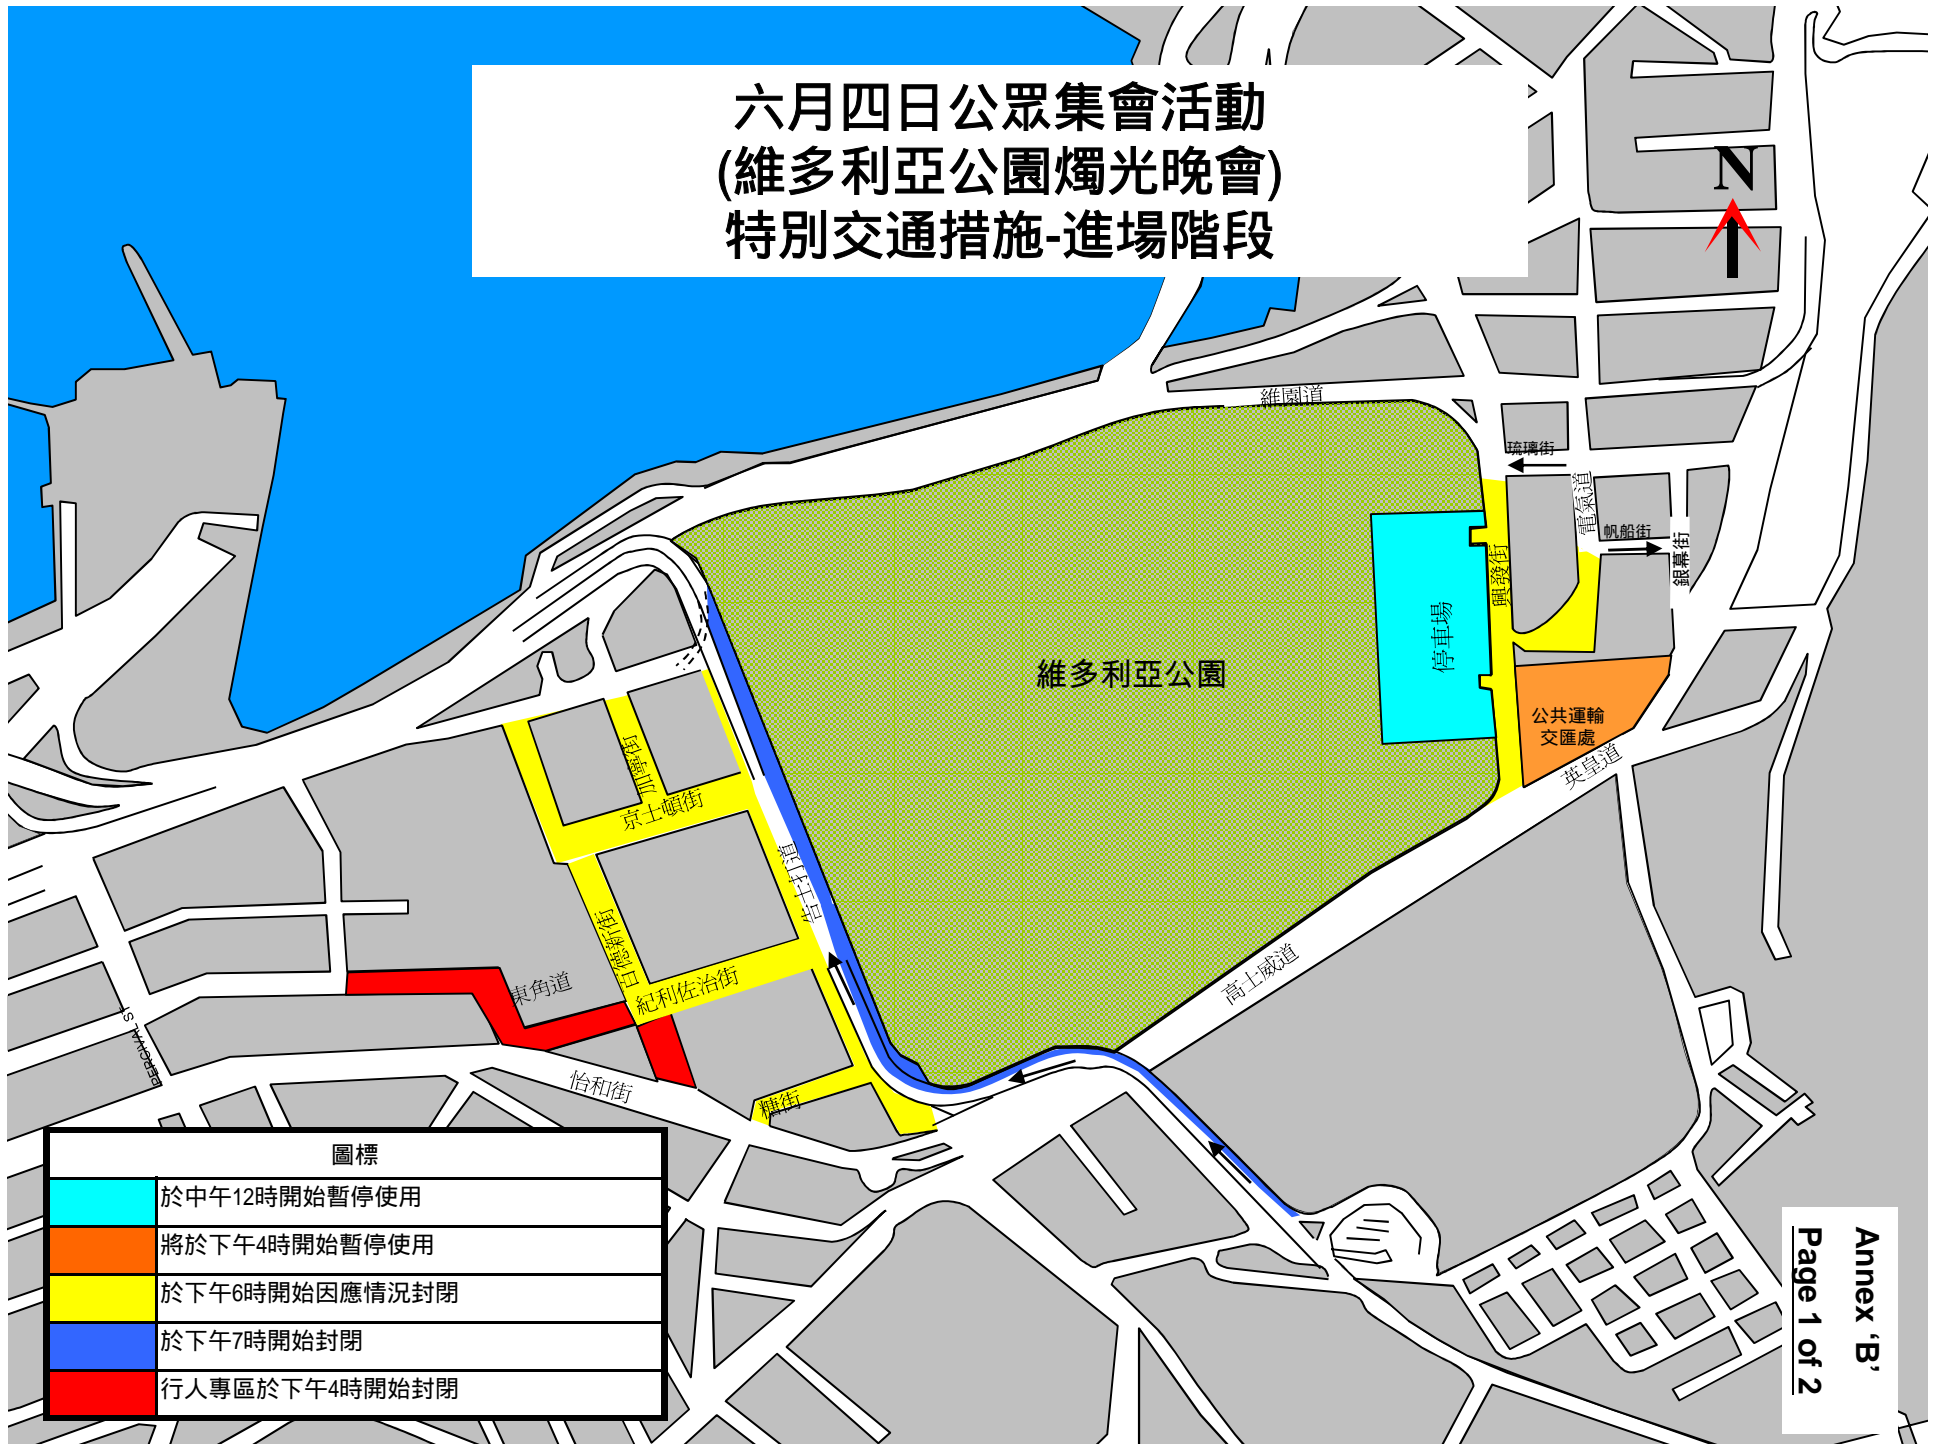 六月四日公眾集會活動
(維多利亞公園燭光晚會)
特別交通措施-進場階段
N
維園道
琉璃街
電氣道
帆船街
銀幕街
興發街
停車場
維多利亞公園
公共運輸
交匯處
英皇道
加寧街
京士頓街
告士打道
百德新街
東角道
紀利佐治街
高士威道
PERCIVAL ST
怡和街
糖街
圖標
於中午12時開始暫停使用
將於下午4時開始暫停使用
於下午6時開始因應情況封閉
於下午7時開始封閉
行人專區於下午4時開始封閉
Annex ‘B’
Page 1 of 2